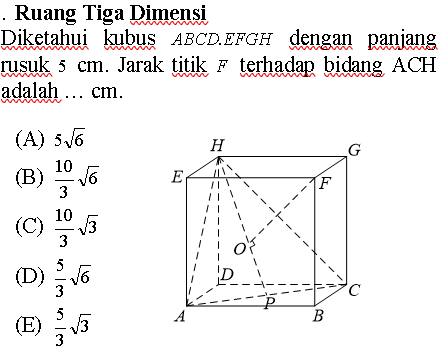 . Ruang Tiga Dimensi
Diketahui kubus ABCD.EFGH dengan panjang
rusuk 5 cm. Jarak titik F terhadap bidang ACH
adalah … cm.
(A) 5√6
(B) 10/3 √6
(C) 10/3 √3
(D) 5/3 √6
(E) 5/3 √3
H
G
E
F
O
D
C
P
A
B